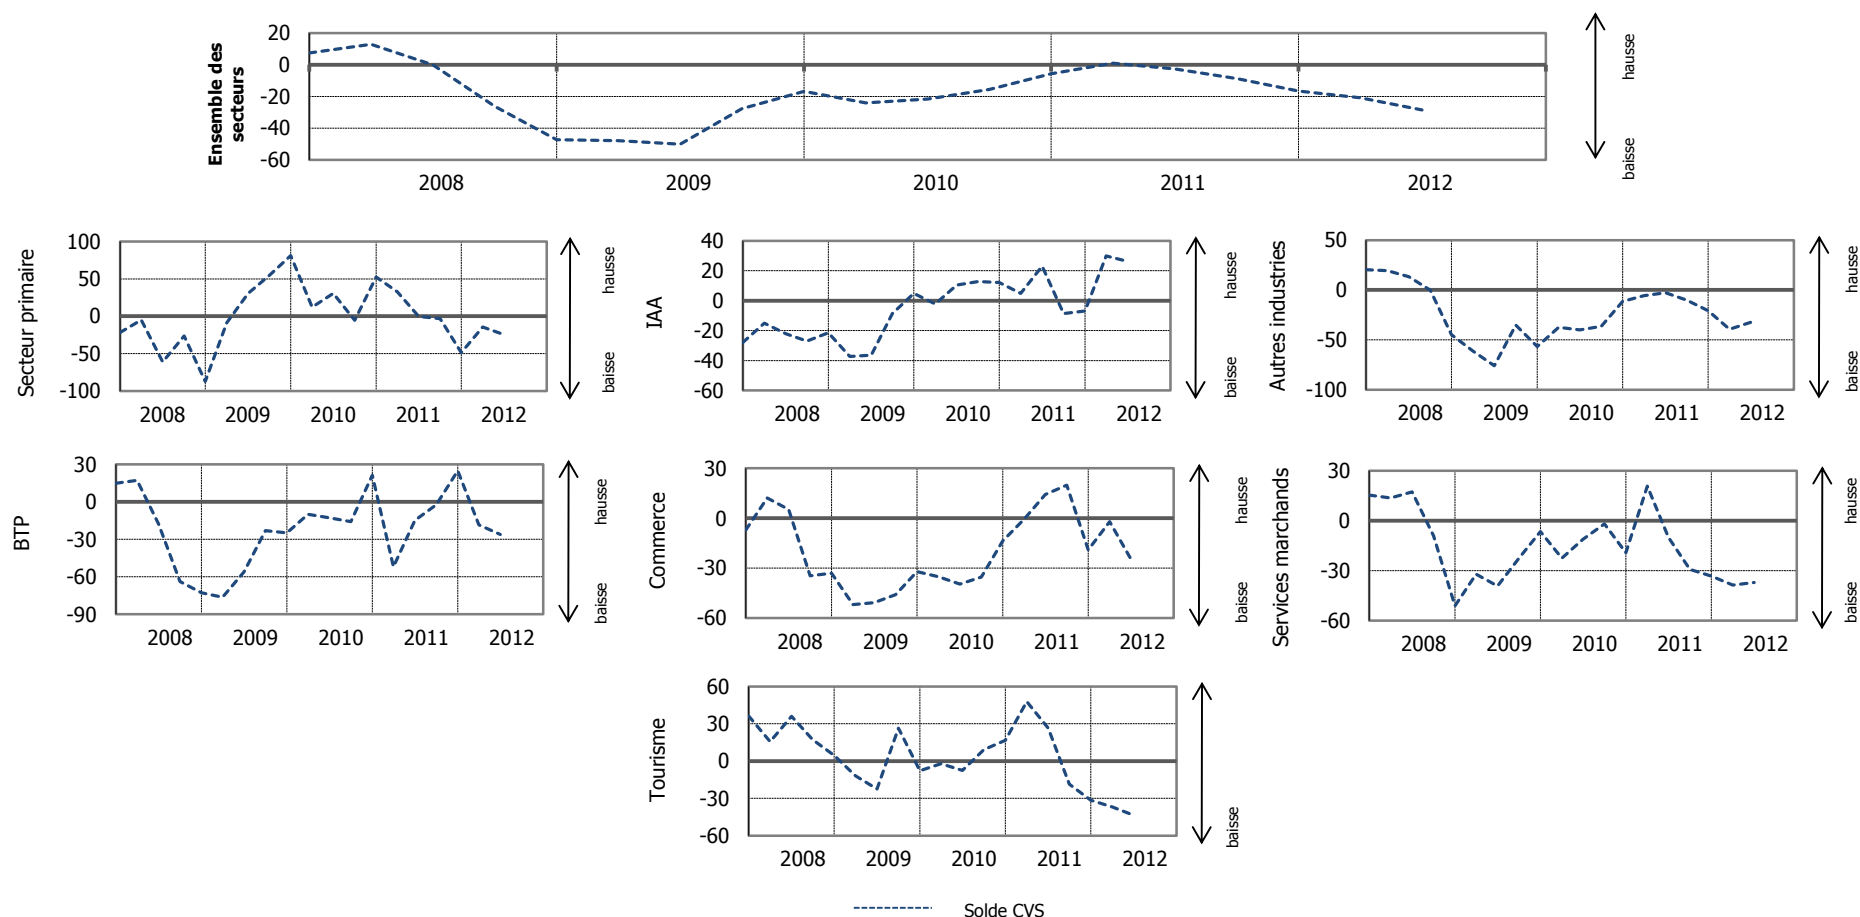 Ensemble des
secteurs
20
0
-20
-40
-60
2008 2009 2010 2011 2012
hausse
baisse
Secteur primaire
100
50
0
-50
-100
2008 2009 2010 2011 2012
hausse
baisse
IAA
40
20
0
-20
-40
-60
2008 2009 2010 2011 2012
hausse
baisse
Autres industries
50
0
-50
-100
2008 2009 2010 2011 2012
hausse
baisse
BTP
30
0
-30
-60
-90
2008 2009 2010 2011 2012
hausse
baisse
Commerce
30
0
-30
-60
2008 2009 2010 2011 2012
hausse
baisse
Services marchands
30
0
-30
-60
2008 2009 2010 2011 2012
hausse
baisse
Tourisme
60
30
0
-30
-60
2008 2009 2010 2011 2012
baisse
Solde CVS